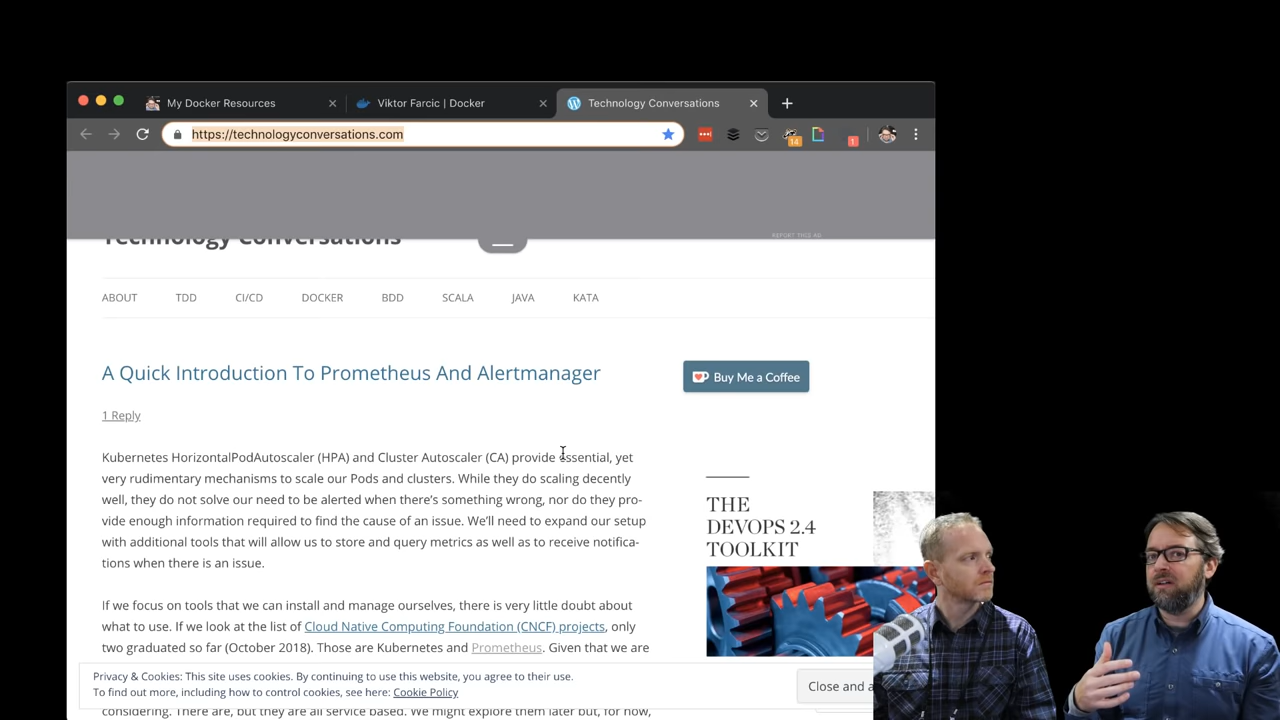 My Docker Resources
Viktor Farcic | Docker
Technology Conversations
https://technologyconversations.com
14
1
Technology Conversations
REPORT THIS AD
ABOUT TDD CI/CD DOCKER BDD SCALA JAVA KATA
A Quick Introduction To Prometheus And Alertmanager
Buy Me a Coffee
1 Reply
Kubernetes HorizontalPodAutoscaler (HPA) and Cluster Autoscaler (CA) provide essential, yet
very rudimentary mechanisms to scale our Pods and clusters. While they do scaling decently
well, they do not solve our need to be alerted when there's something wrong, nor do they pro-
vide enough information required to find the cause of an issue. We'll need to expand our setup
with additional tools that will allow us to store and query metrics as well as to receive notifica-
tions when there is an issue.
THE
DEVOPS 2.4
TOOLKIT
If we focus on tools that we can install and manage ourselves, there is very little doubt about
what to use. If we look at the list of Cloud Native Computing Foundation (CNCF) projects, only
two graduated so far (October 2018). Those are Kubernetes and Prometheus. Given that we are
Privacy & Cookies: This site uses cookies. By continuing to use this website, you agree to their use.
To find out more, including how to control cookies, see here: Cookie Policy
Close and a
considering. There are, but they are all service based. We might explore them later but, for now,